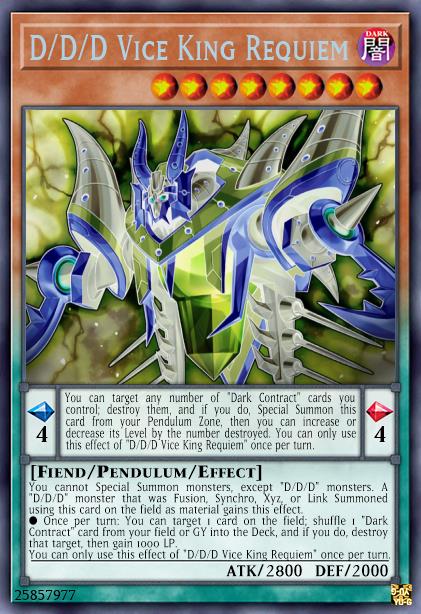 D/D/D VICE KING REQUIEM
DARK
闇
You can target any number of "Dark Contract" cards you
control; destroy them, and if you do, Special Summon this
card from your Pendulum Zone, then you can increase or
decrease its Level by the number destroyed. You can only use
this effect of "D/D/D Vice King Requiem" once per turn.
4
4
[FIEND/PENDULUM/EFFECT]
You cannot Special Summon monsters, except "D/D/D" monsters. A
"D/D/D" monster that was Fusion, Synchro, Xyz, or Link Summoned
using this card on the field as material gains this effect.
● Once per turn: You can target 1 card on the field; shuffle 1 "Dark
Contract" card from your field or GY into the Deck, and if you do, destroy
that target, then gain 1000 LP.
You can only use this effect of "D/D/D Vice King Requiem" once per turn.
ATK/2800 DEF/2000
25857977